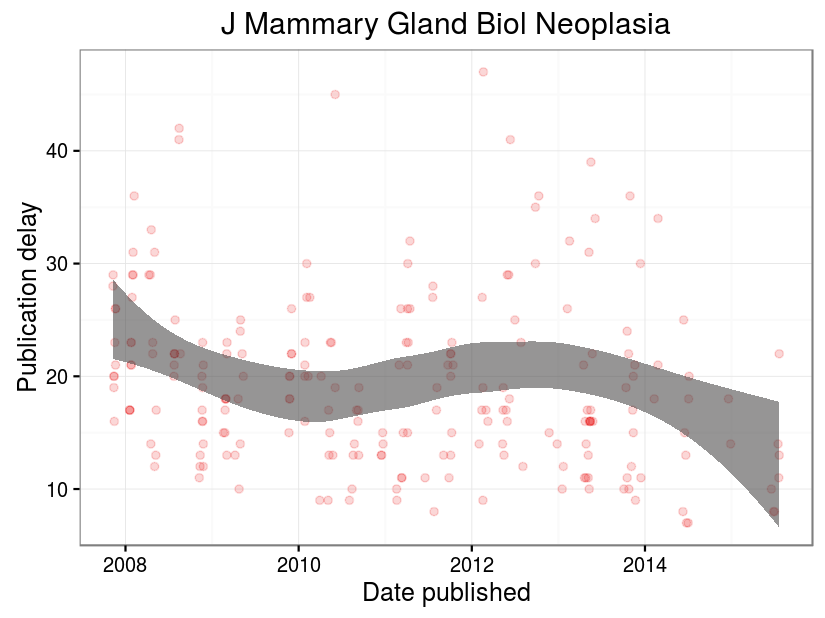 J Mammary Gland Biol Neoplasia
Publication delay
40
30
20
10
2008 2010 2012 2014
Date published